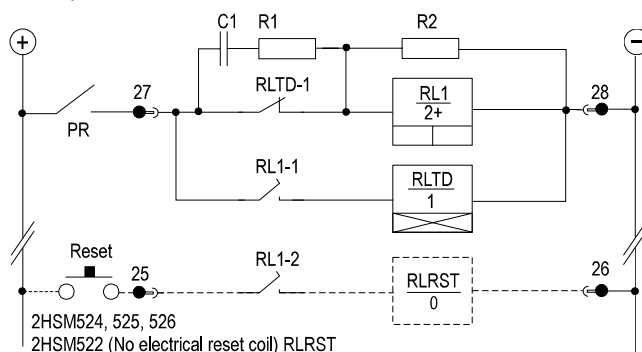 C1 R1 R2
+ −
27 RLTD-1 RL1 28
2+
PR
RL1-1 RLTD
1
Reset
25 RL1-2 RLRST 26
0
2HSM524, 525, 526
2HSM522 (No electrical reset coil) RLRST